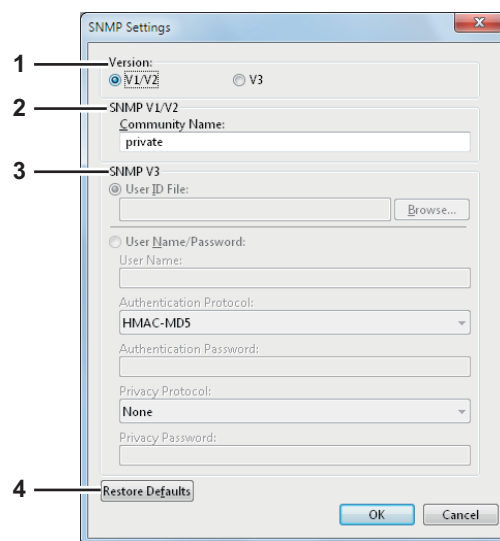 SNMP Settings
1
Version:
V1/V2 V3
2
SNMP V1/V2
Community Name:
private
3
SNMP V3
User ID File:
Browse...
User Name/Password:
User Name:
Authentication Protocol:
HMAC-MD5
Authentication Password:
Privacy Protocol:
None
Privacy Password:
4
Restore Defaults
OK Cancel